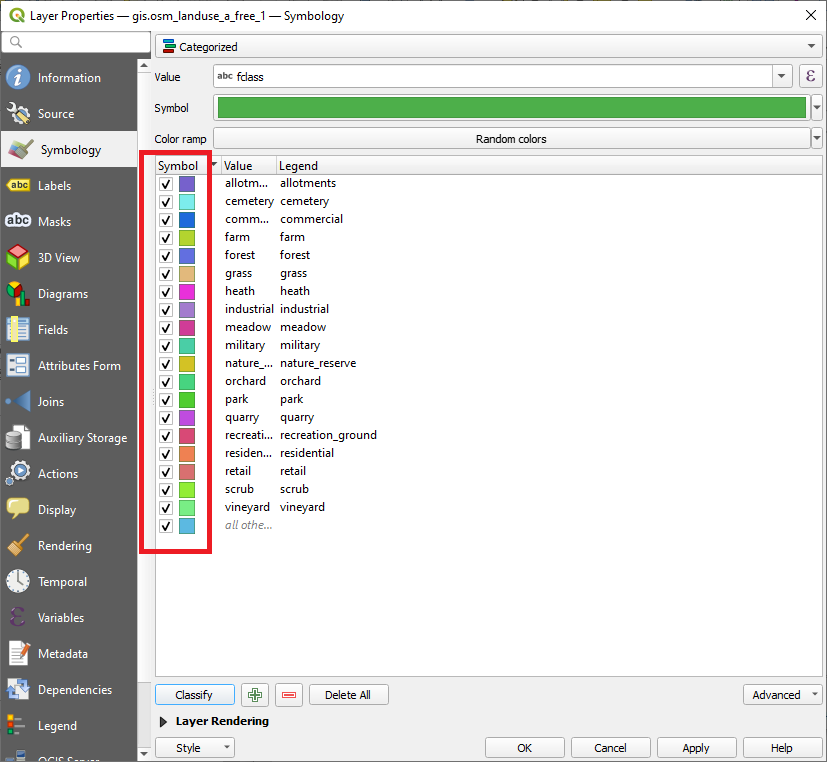 Layer Properties — gis.osm_landuse_a_free_1 — Symbology
Information
Source
Symbology
Labels
Masks
3D View
Diagrams
Fields
Attributes Form
Joins
Auxiliary Storage
Actions
Display
Rendering
Temporal
Variables
Metadata
Dependencies
Legend
QGIS Server
Categorized
Value abc fclass ε
Symbol
Color ramp Random colors
Symbol Value Legend
allotm... allotments
cemetery cemetery
comm... commercial
farm farm
forest forest
grass grass
heath heath
industrial industrial
meadow meadow
military military
nature_... nature_reserve
orchard orchard
park park
quarry quarry
recreati... recreation_ground
residen... residential
retail retail
scrub scrub
vineyard vineyard
all othe...
Classify Delete All Advanced
Layer Rendering
Style OK Cancel Apply Help